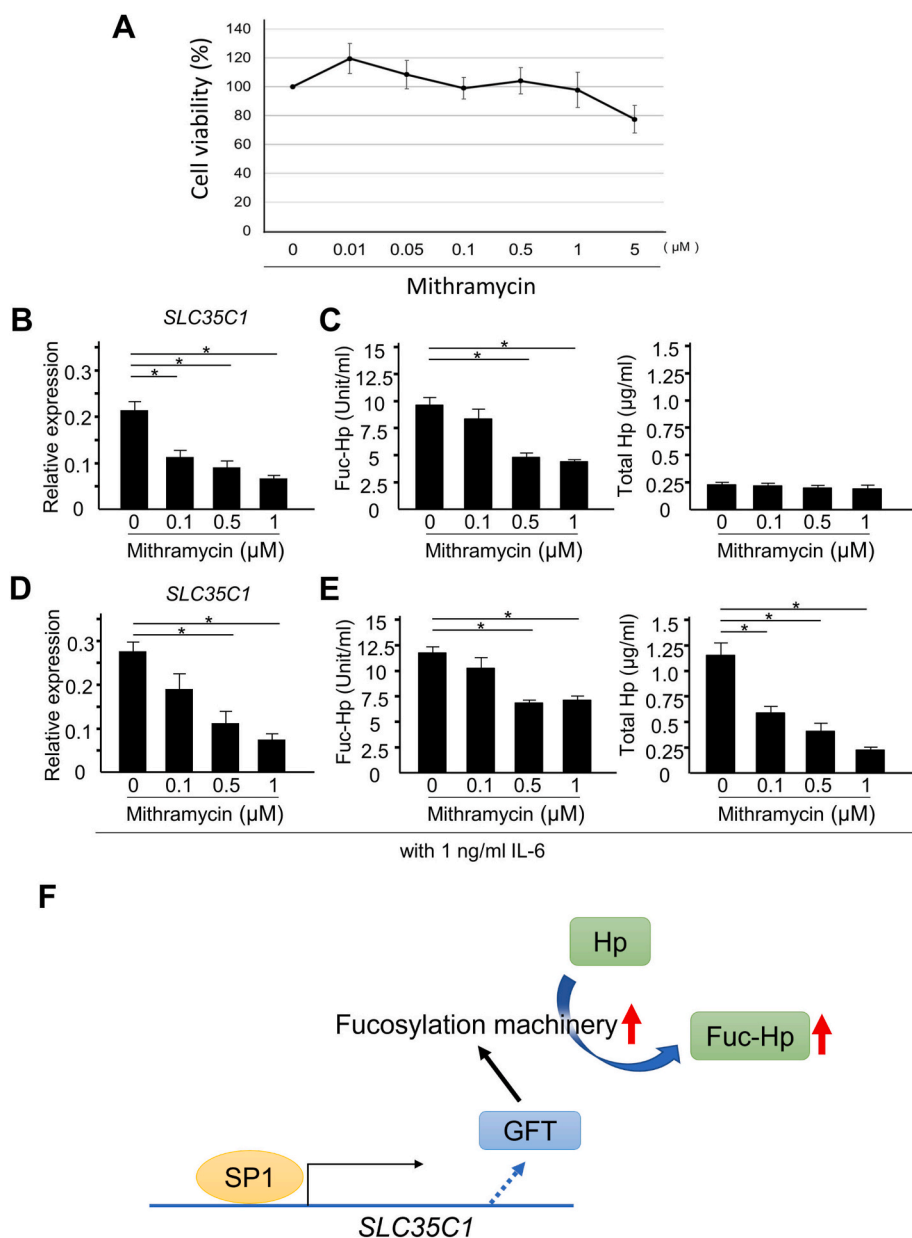 A
Cell viability (%)
140
120
100
80
60
40
20
0
0 0.01 0.05 0.1 0.5 1 5 ( μM )
Mithramycin
B
SLC35C1
Relative expression
0.3
0.2
0.1
0
* * *
0 0.1 0.5 1
Mithramycin (μM)
C
Fuc-Hp (Unit/ml)
15
12.5
10
7.5
5
2.5
0
* *
0 0.1 0.5 1
Mithramycin (μM)
Total Hp (μg/ml)
1.5
1.25
1.0
0.75
0.5
0.25
0
0 0.1 0.5 1
Mithramycin (μM)
D
SLC35C1
Relative expression
0.3
0.2
0.1
0
* *
0 0.1 0.5 1
Mithramycin (μM)
E
Fuc-Hp (Unit/ml)
15
12.5
10
7.5
5
2.5
0
* *
0 0.1 0.5 1
Mithramycin (μM)
Total Hp (μg/ml)
1.5
1.25
1.0
0.75
0.5
0.25
0
* * *
0 0.1 0.5 1
Mithramycin (μM)
with 1 ng/ml IL-6
F
Hp
Fucosylation machinery
Fuc-Hp
GFT
SP1
SLC35C1